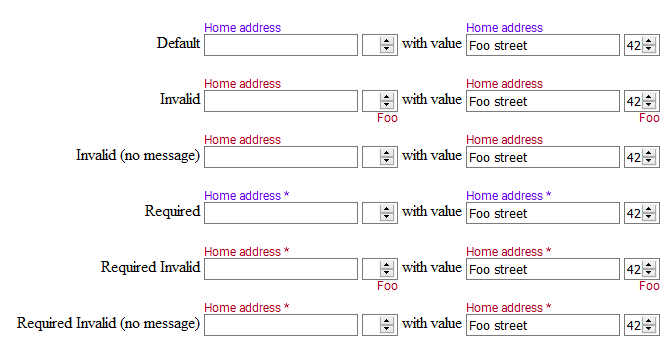 Home address Home address
Default with value Foo street 42
Home address Home address
Invalid with value Foo street 42
Foo Foo
Home address Home address
Invalid (no message) with value Foo street 42
Home address * Home address *
Required with value Foo street 42
Home address * Home address *
Required Invalid with value Foo street 42
Foo Foo
Home address * Home address *
Required Invalid (no message) with value Foo street 42